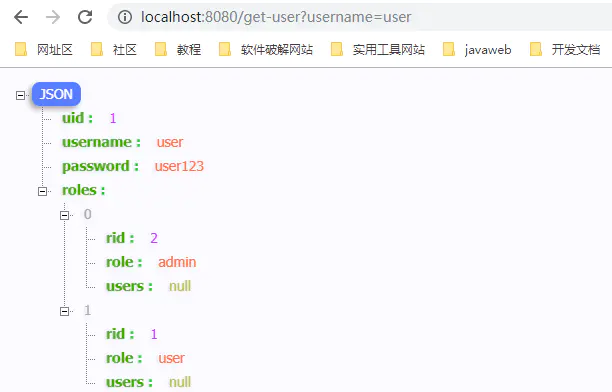 localhost:8080/get-user?username=user
网址区 社区 教程 软件破解网站 实用工具网站 javaweb 开发文档
JSON
uid : 1
username : user
password : user123
roles :
0
rid : 2
role : admin
users : null
1
rid : 1
role : user
users : null